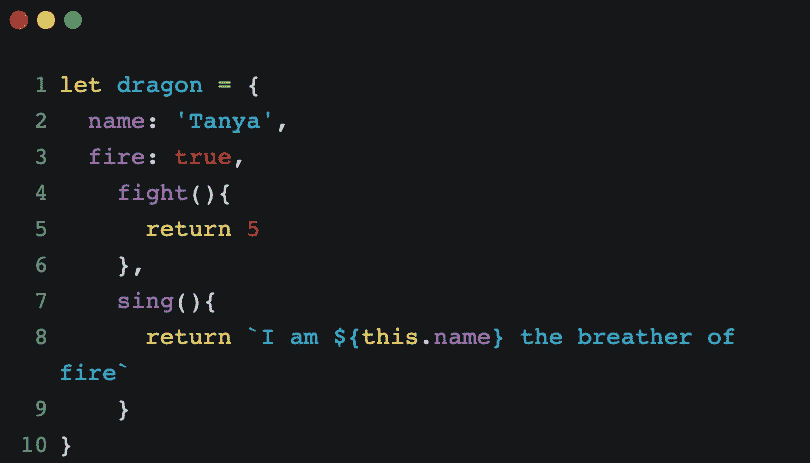 1 let dragon = {
2   name: 'Tanya',
3   fire: true,
4     fight(){
5       return 5
6     },
7     sing(){
8       return `I am ${this.name} the breather of
fire`
9     }
10 }